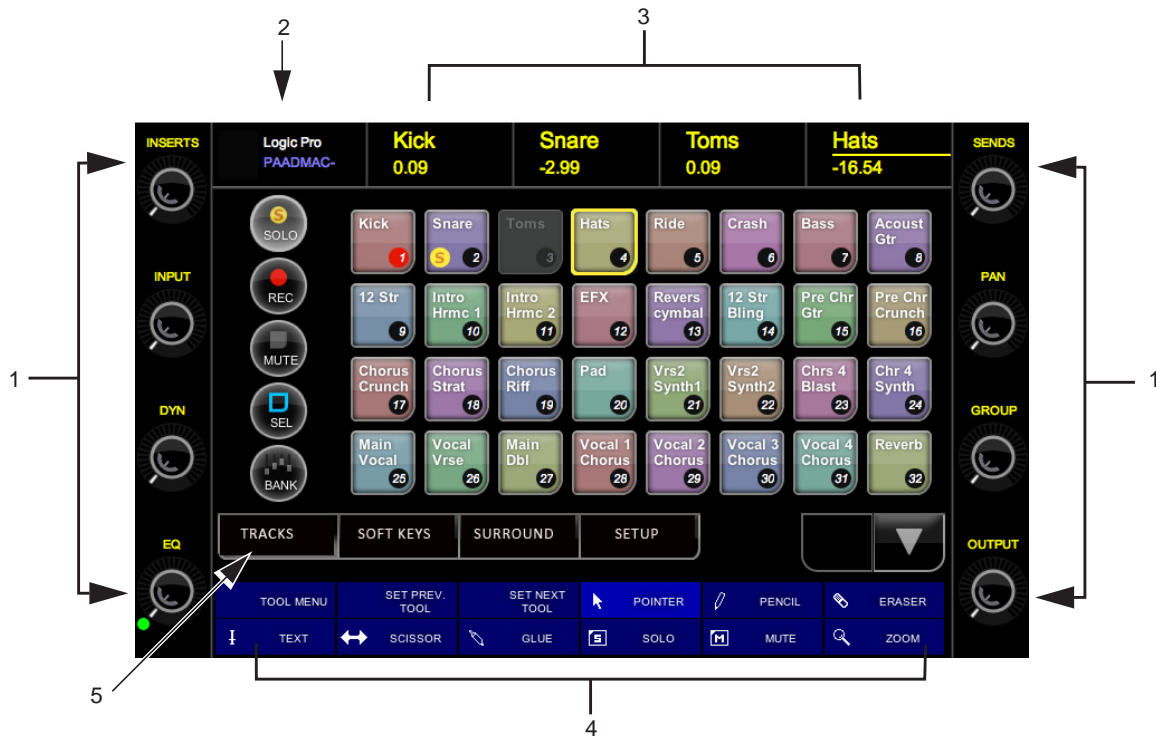 2
3
INSERTS
Logic Pro
PAADMAC-
Kick
0.09
Snare
-2.99
Toms
0.09
Hats
-16.54
SENDS
S
SOLO
Kick
1
Snare
S 2
Toms
3
Hats
4
Ride
5
Crash
6
Bass
7
Acoust
Gtr
8
INPUT
REC
12 Str
9
Intro
Hrmc 1
10
Intro
Hrmc 2
11
EFX
12
Revers
cymbal
13
12 Str
Bling
14
Pre Chr
Gtr
15
Pre Chr
Crunch
16
PAN
MUTE
1
1
Chorus
Crunch
17
Chorus
Strat
18
Chorus
Riff
19
Pad
20
Vrs2
Synth1
21
Vrs2
Synth2
22
Chrs 4
Blast
23
Chr 4
Synth
24
DYN
SEL
GROUP
Main
Vocal
25
Vocal
Vrse
26
Main
Dbl
27
Vocal 1
Chorus
28
Vocal 2
Chorus
29
Vocal 3
Chorus
30
Vocal 4
Chorus
31
Reverb
32
BANK
EQ
TRACKS
SOFT KEYS
SURROUND
SETUP
OUTPUT
TOOL MENU
SET PREV.
TOOL
SET NEXT
TOOL
POINTER
PENCIL
ERASER
TEXT
SCISSOR
GLUE
S
SOLO
M
MUTE
ZOOM
5
4